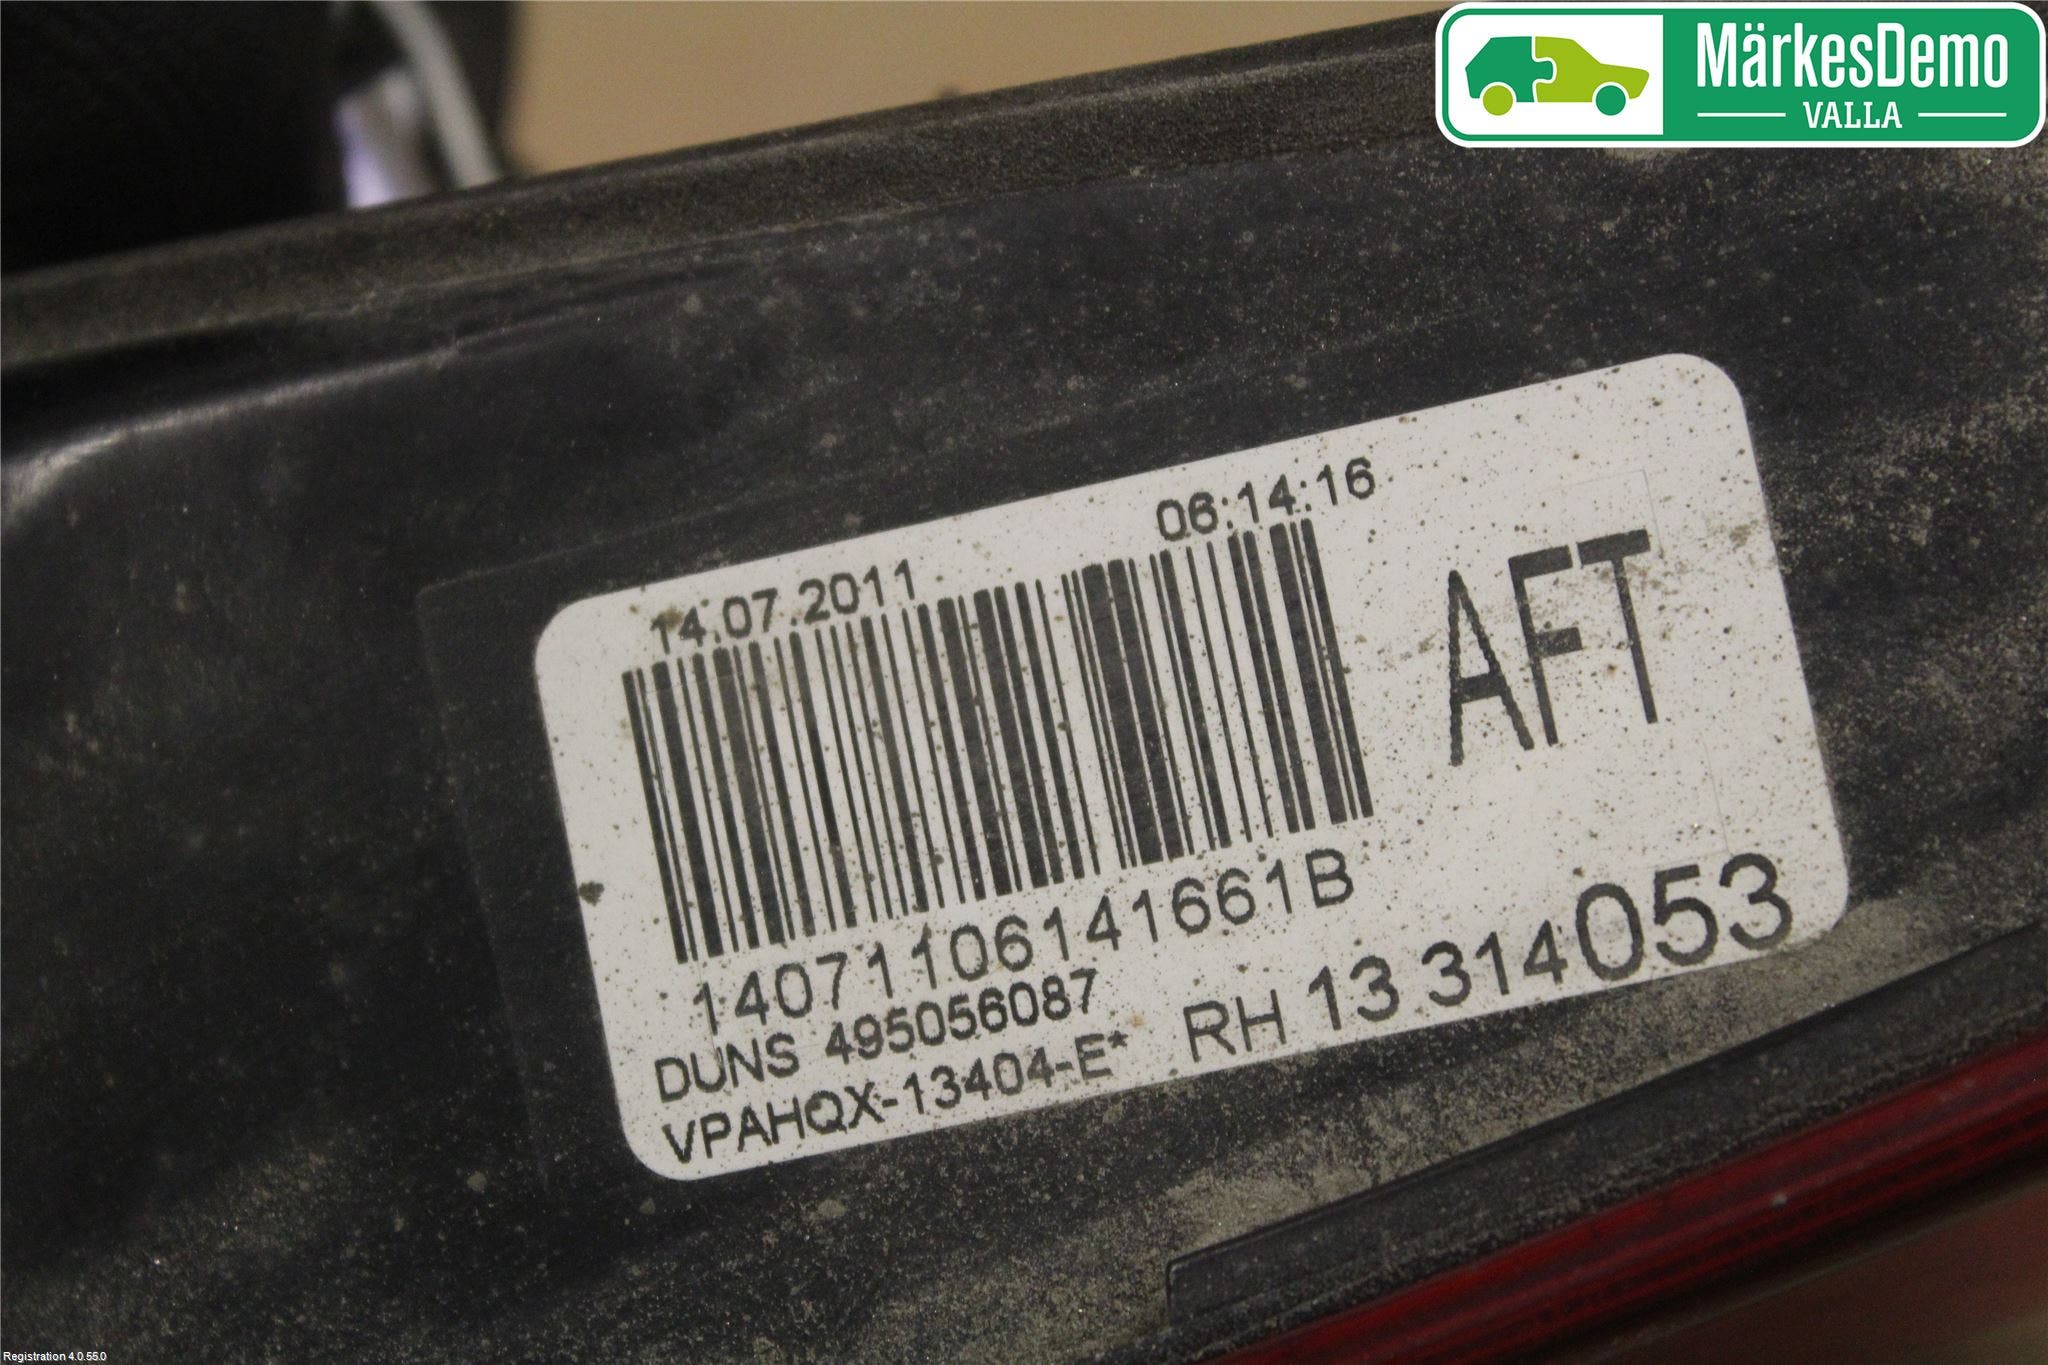 MärkesDemo
VALLA
14.07.2011 06:14:16
AFT
14071106141661B
DUNS 495056087
VPAHQX-13404-E* RH 13 314053
Registration 4.0.55.0